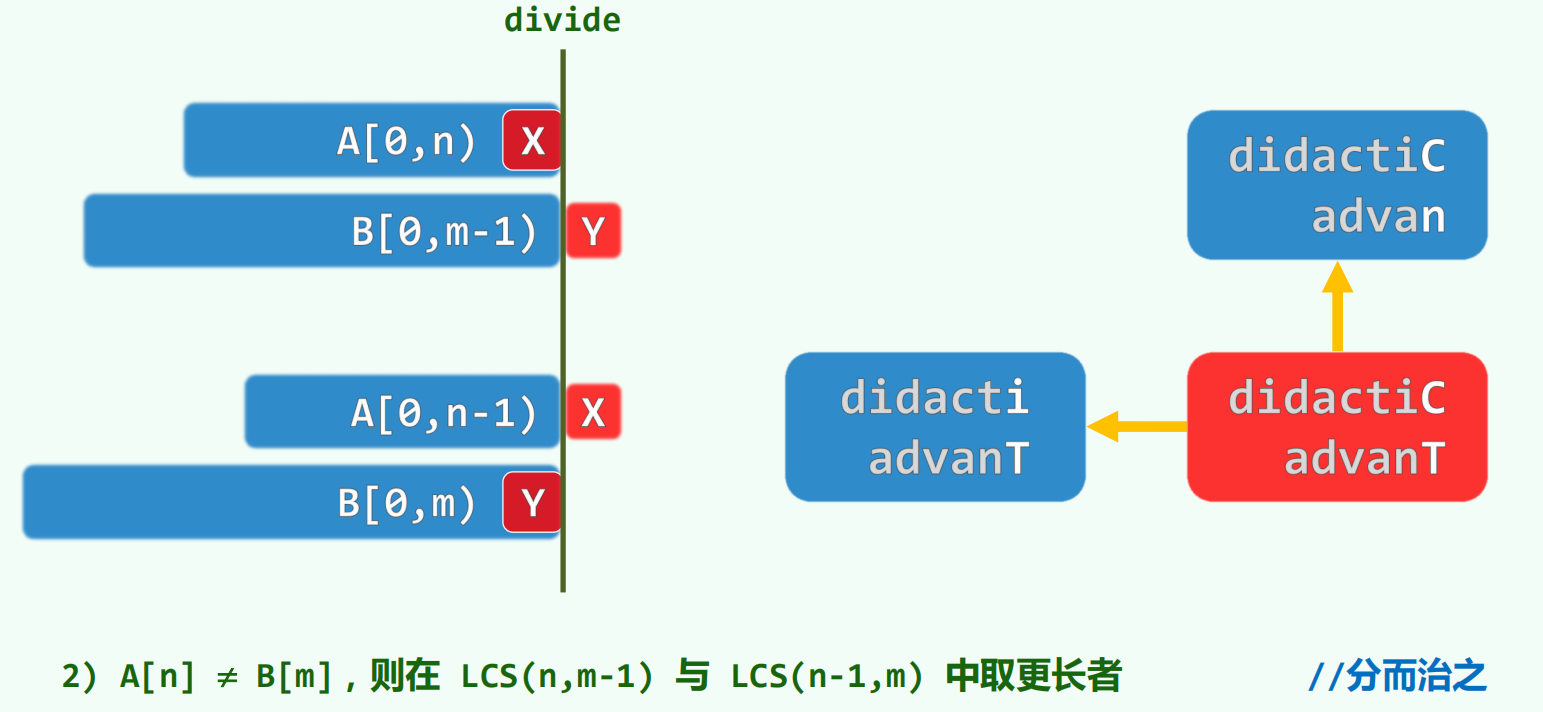 divide
A[0,n) X
B[0,m-1) Y
A[0,n-1) X
B[0,m) Y
didactiC
advan
didacti
advanT
didactiC
advanT
2) A[n] ≠ B[m],则在 LCS(n,m-1) 与 LCS(n-1,m) 中取更长者
//分而治之